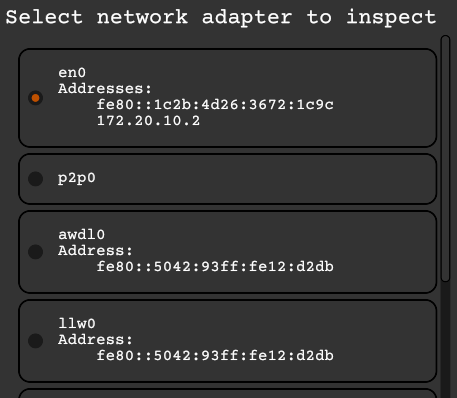 Select network adapter to inspect
en0
Addresses:
fe80::1c2b:4d26:3672:1c9c
172.20.10.2
p2p0
awdl0
Address:
fe80::5042:93ff:fe12:d2db
llw0
Address:
fe80::5042:93ff:fe12:d2db